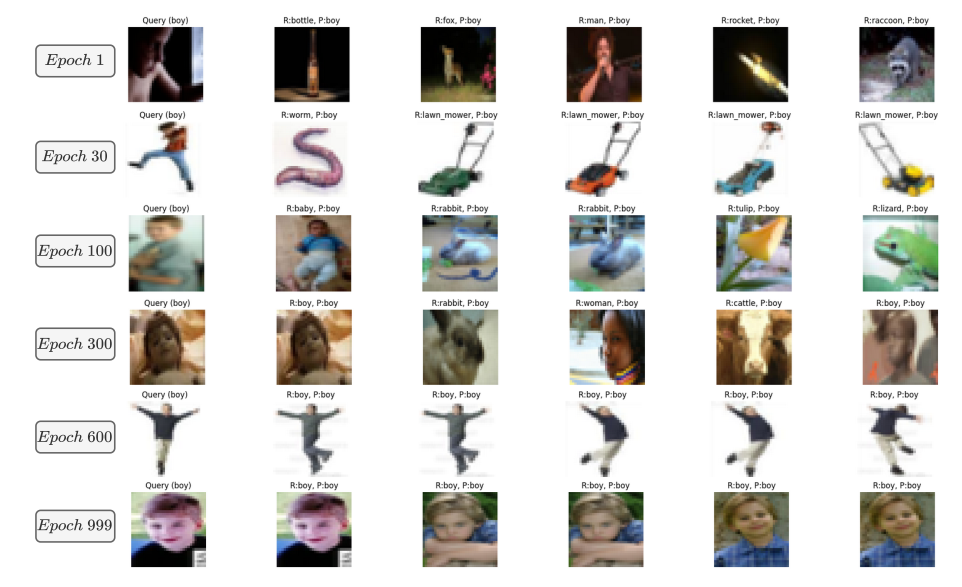 Query (boy) R:bottle, P:boy R:fox, P:boy R:man, P:boy R:rocket, P:boy R:raccoon, P:boy
Epoch 1
Query (boy) R:worm, P:boy R:lawn_mower, P:boy R:lawn_mower, P:boy R:lawn_mower, P:boy R:lawn_mower, P:boy
Epoch 30
Query (boy) R:baby, P:boy R:rabbit, P:boy R:rabbit, P:boy R:tulip, P:boy R:lizard, P:boy
Epoch 100
Query (boy) R:boy, P:boy R:rabbit, P:boy R:woman, P:boy R:cattle, P:boy R:boy, P:boy
Epoch 300
Query (boy) R:boy, P:boy R:boy, P:boy R:boy, P:boy R:boy, P:boy R:boy, P:boy
Epoch 600
Query (boy) R:boy, P:boy R:boy, P:boy R:boy, P:boy R:boy, P:boy R:boy, P:boy
Epoch 999